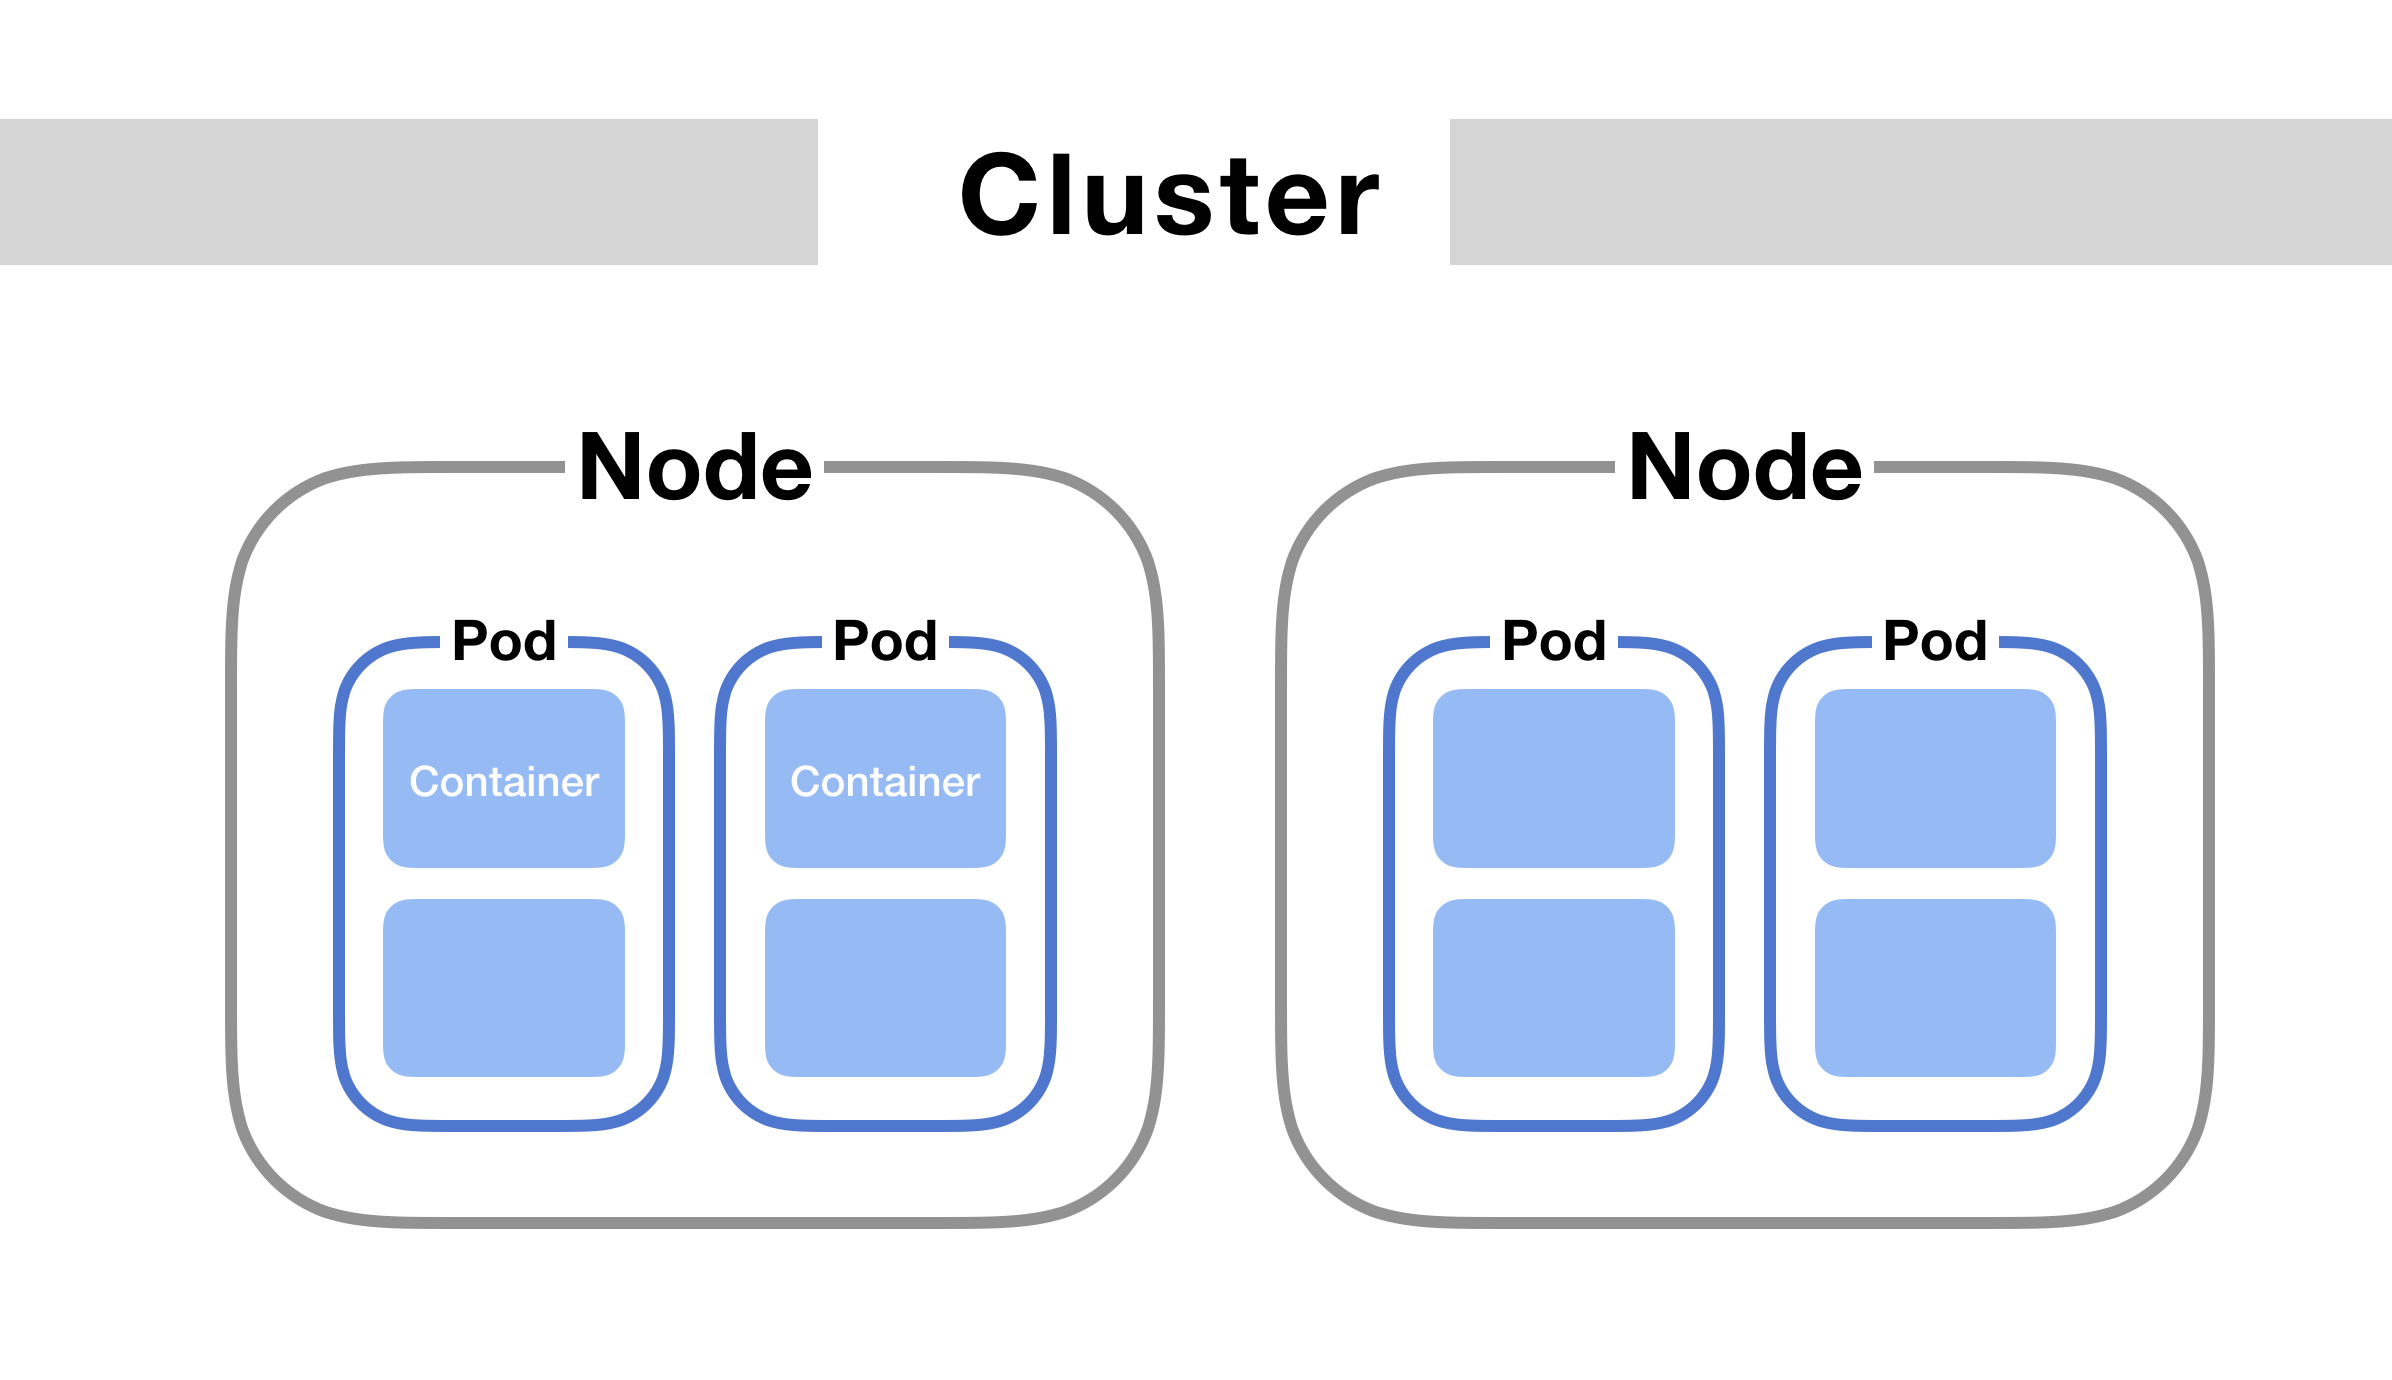 Cluster
Node Node
Pod Pod Pod Pod
Container Container